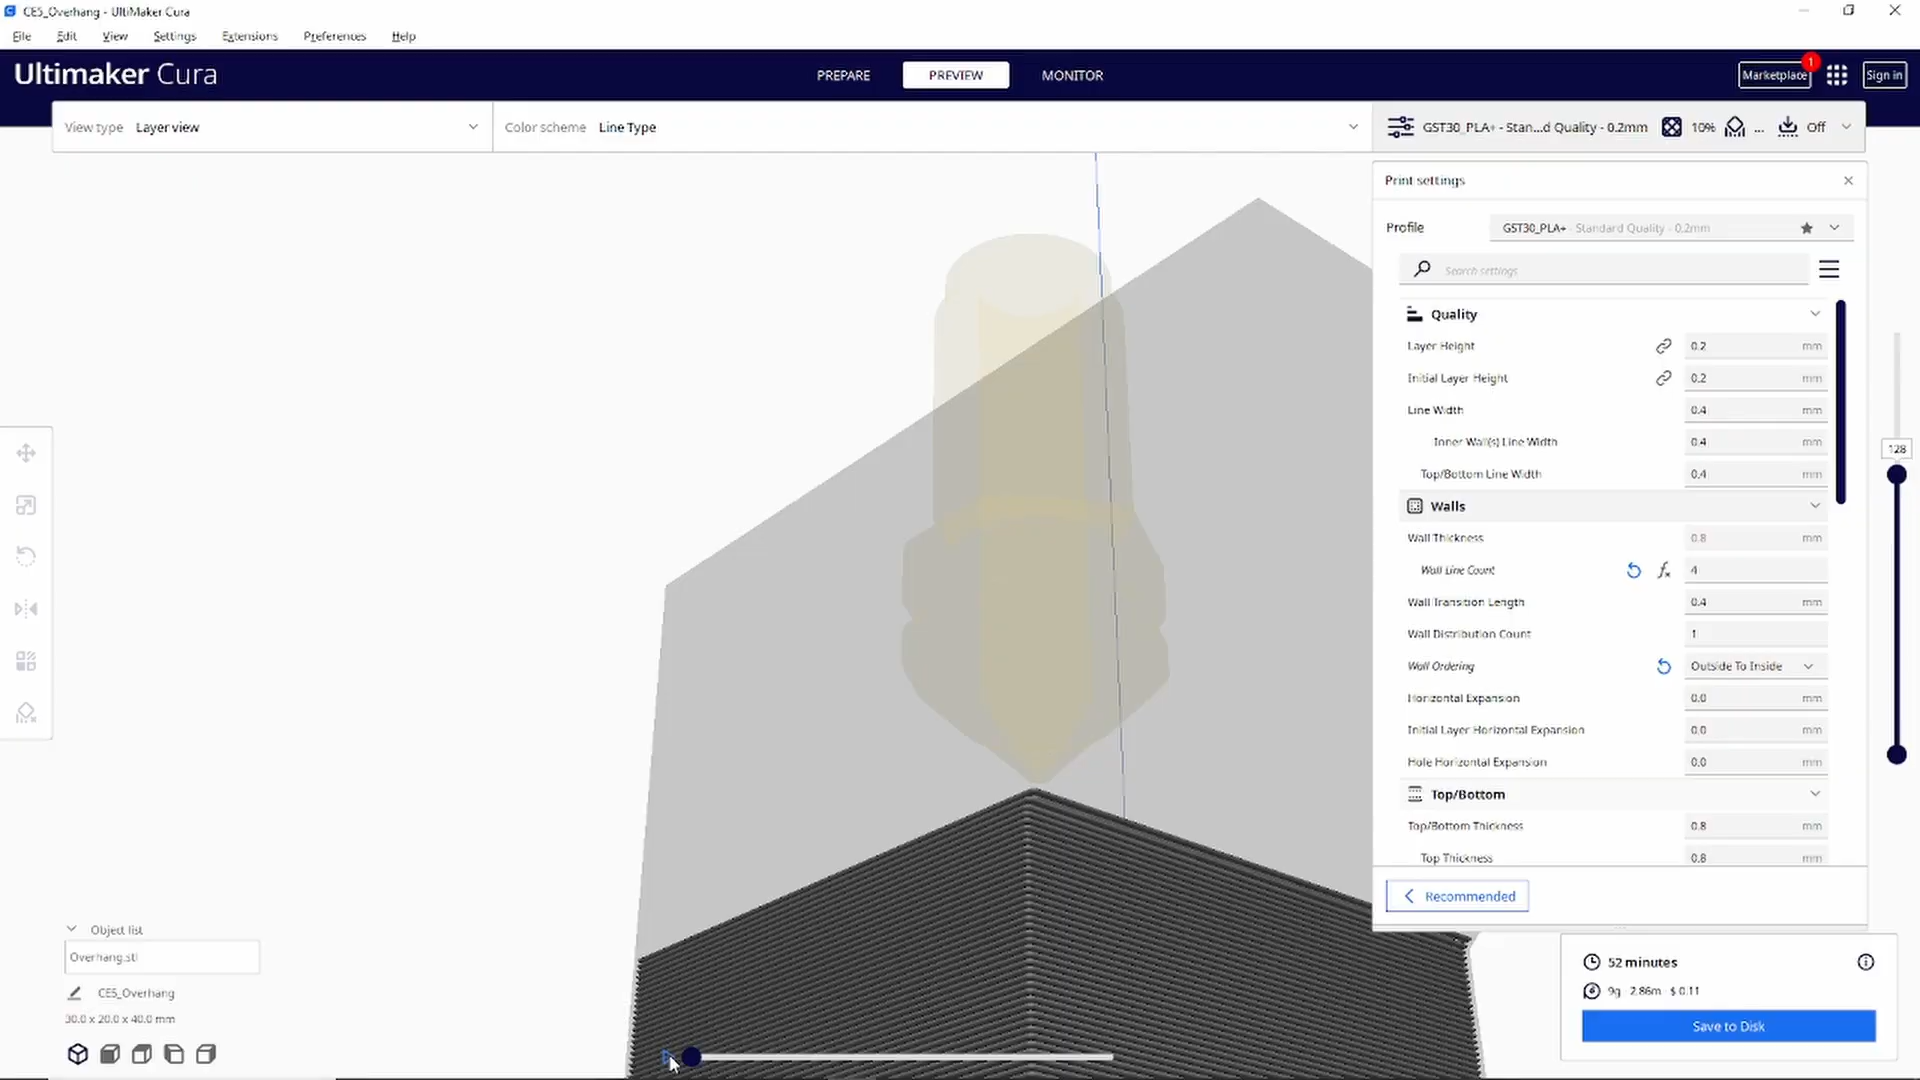 CE5_Overhang - UltiMaker Cura
File Edit View Settings Extensions Preferences Help
Ultimaker Cura
PREPARE PREVIEW MONITOR
Marketplace 1 Sign in
View type Layer view
Color scheme Line Type
GST30_PLA+ - Stan...d Quality - 0.2mm 10% ... Off
Print settings
Profile GST30_PLA+ - Standard Quality - 0.2mm
Search settings
Quality
Layer Height 0.2 mm
Initial Layer Height 0.2 mm
Line Width 0.4 mm
Inner Wall(s) Line Width 0.4 mm
Top/Bottom Line Width 0.4 mm
Walls
Wall Thickness 0.8 mm
Wall Line Count fx 4
Wall Transition Length 0.4 mm
Wall Distribution Count 1
Wall Ordering Outside To Inside
Horizontal Expansion 0.0 mm
Initial Layer Horizontal Expansion 0.0 mm
Hole Horizontal Expansion 0.0 mm
Top/Bottom
Top/Bottom Thickness 0.8 mm
Top Thickness 0.8 mm
128
Recommended
Object list
Overhang.stl
CE5_Overhang
30.0 x 20.0 x 40.0 mm
52 minutes
9g 2.86m $ 0.11
Save to Disk